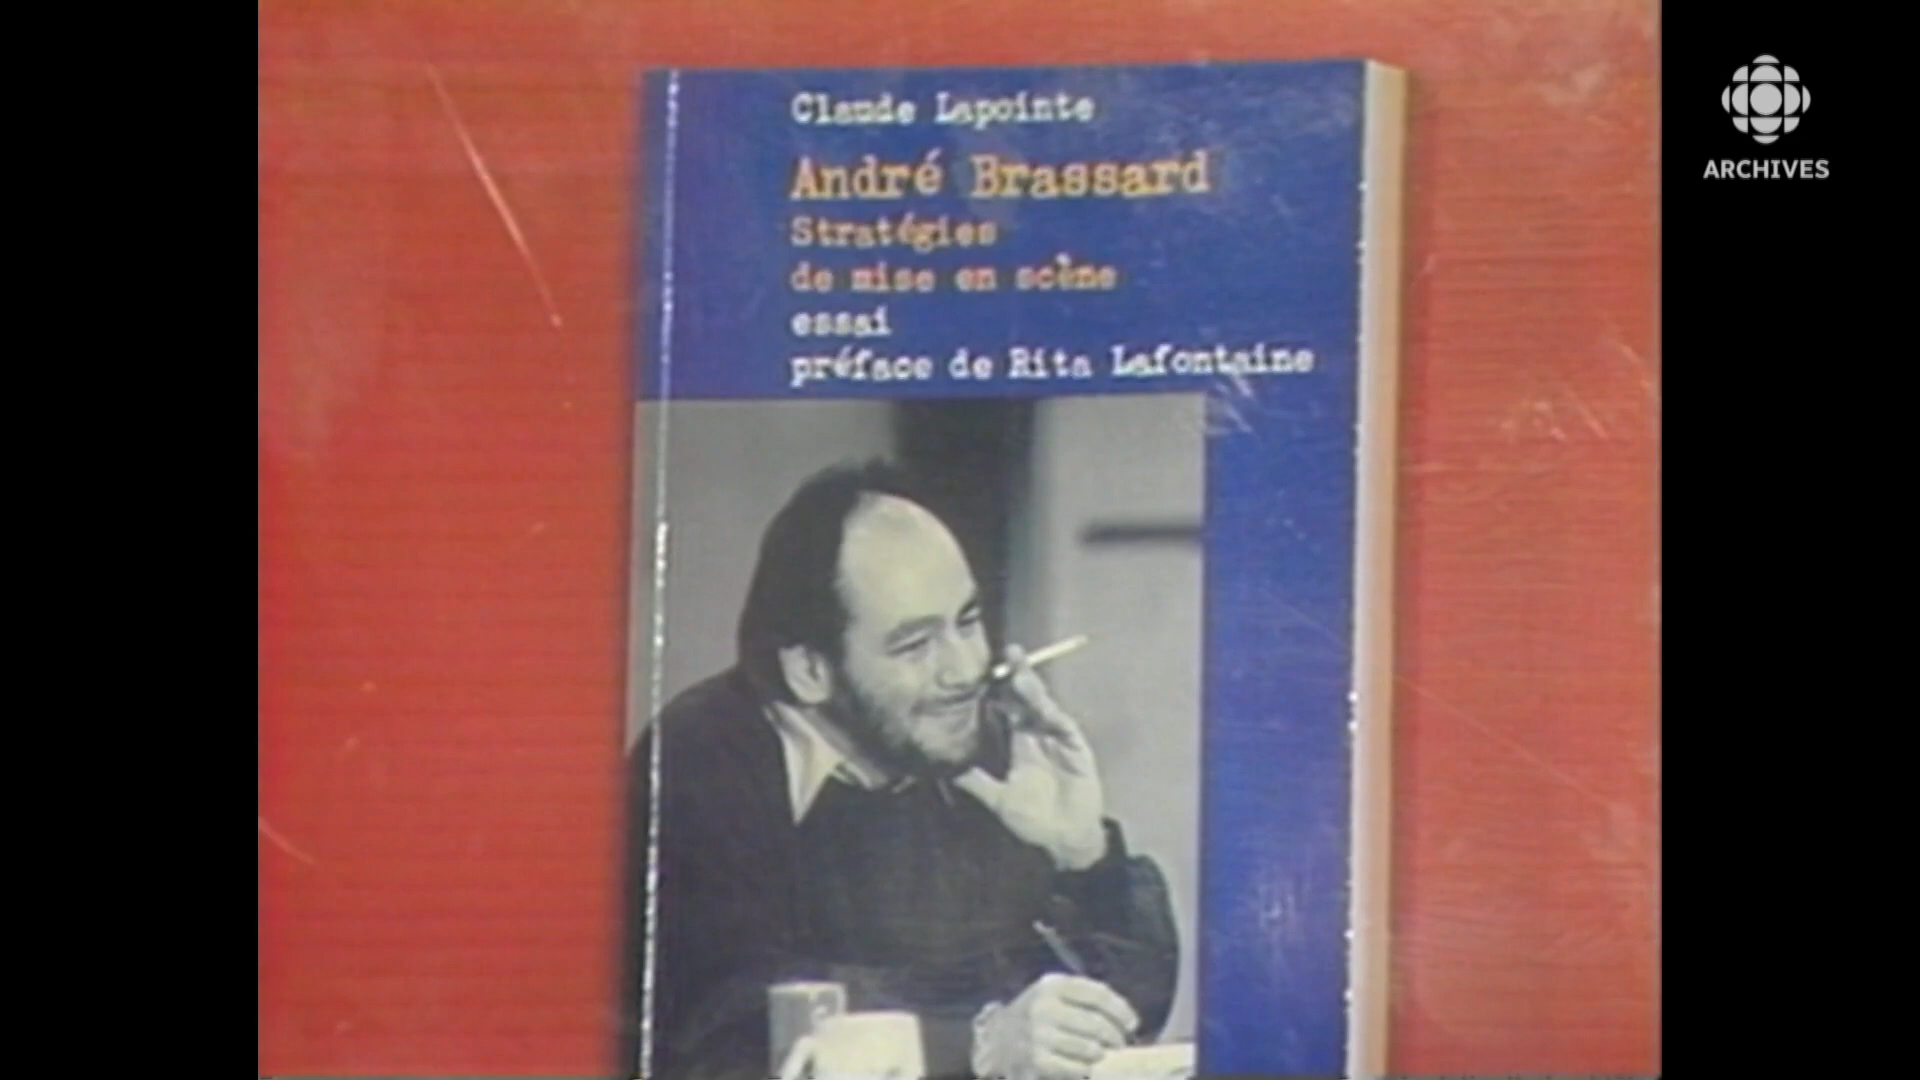 Claude Lapointe
André Brassard
Stratégies
de mise en scène
essai
préface de Rita Lafontaine
ARCHIVES